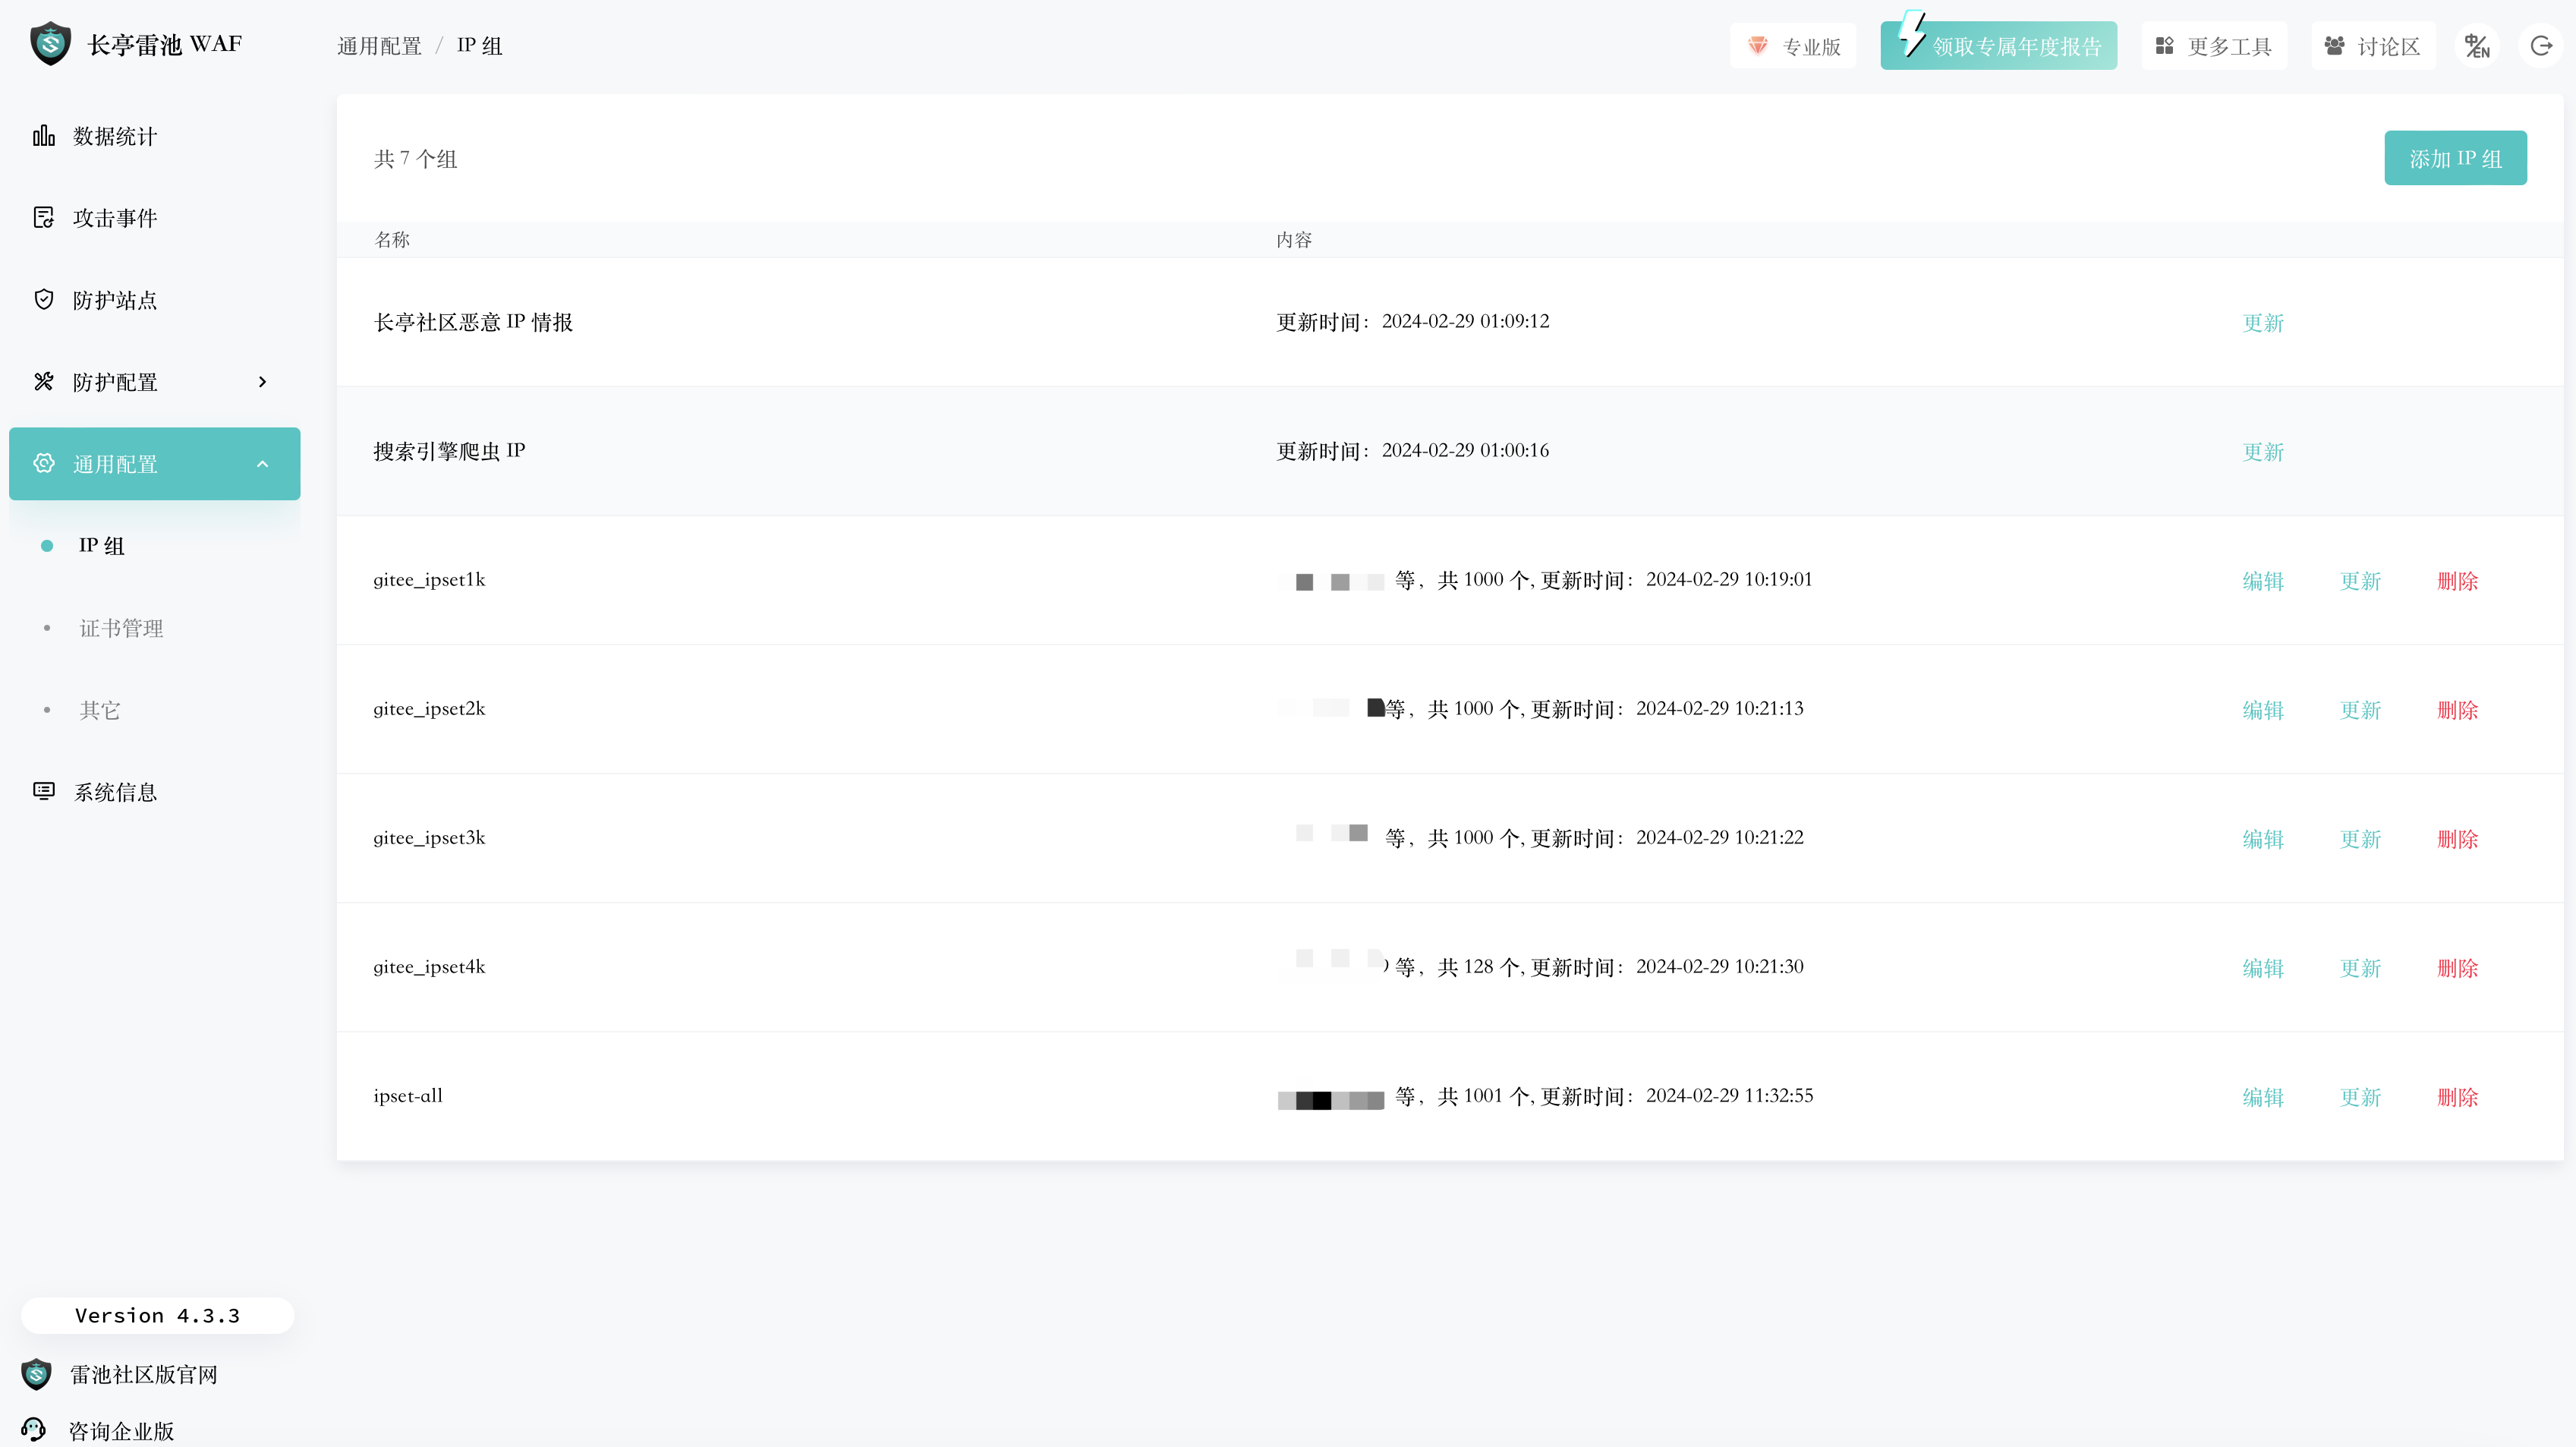 长亭雷池 WAF
通用配置 / IP 组
专业版
领取专属年度报告
更多工具
讨论区
中/EN
数据统计
攻击事件
防护站点
防护配置
通用配置
IP 组
证书管理
其它
系统信息
Version 4.3.3
雷池社区版官网
咨询企业版
共 7 个组
添加 IP 组
名称 内容
长亭社区恶意 IP 情报 更新时间：2024-02-29 01:09:12 更新
搜索引擎爬虫 IP 更新时间：2024-02-29 01:00:16 更新
gitee_ipset1k 等，共 1000 个, 更新时间：2024-02-29 10:19:01 编辑 更新 删除
gitee_ipset2k 等，共 1000 个, 更新时间：2024-02-29 10:21:13 编辑 更新 删除
gitee_ipset3k 等，共 1000 个, 更新时间：2024-02-29 10:21:22 编辑 更新 删除
gitee_ipset4k 等，共 128 个, 更新时间：2024-02-29 10:21:30 编辑 更新 删除
ipset-all 等，共 1001 个, 更新时间：2024-02-29 11:32:55 编辑 更新 删除